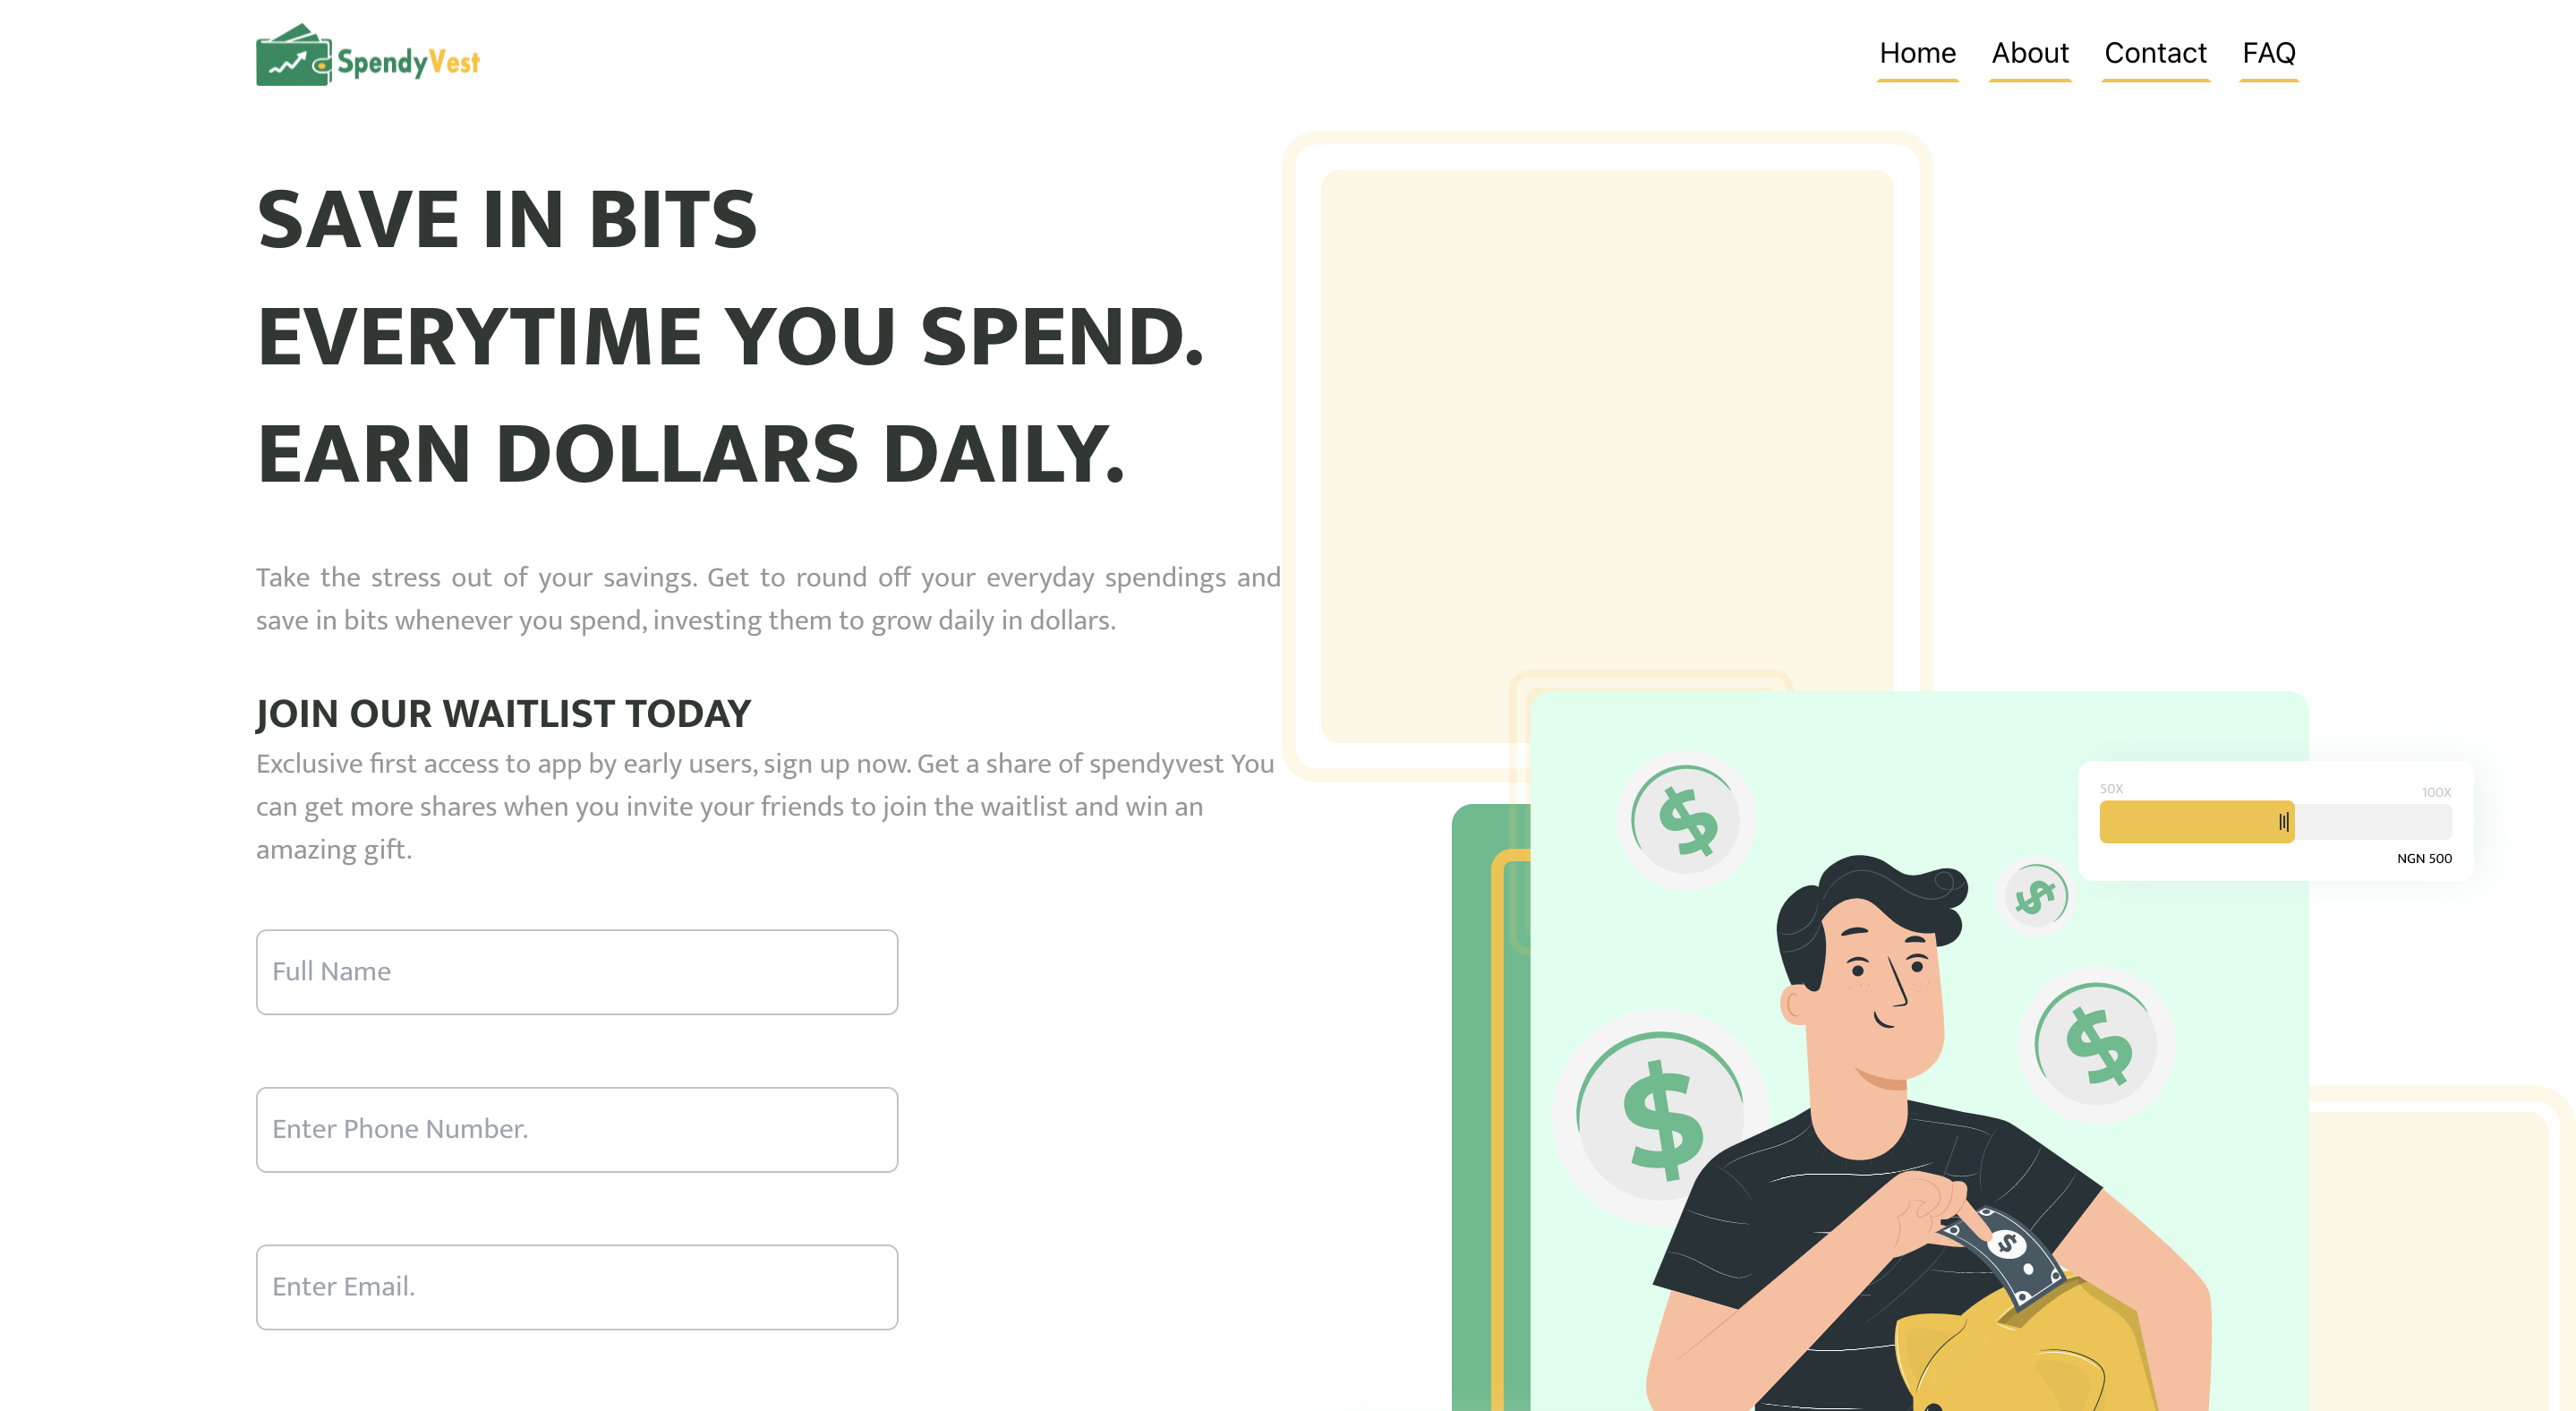 SpendyVest
Home About Contact FAQ
SAVE IN BITS
EVERYTIME YOU SPEND.
EARN DOLLARS DAILY.
Take the stress out of your savings. Get to round off your everyday spendings and
save in bits whenever you spend, investing them to grow daily in dollars.
JOIN OUR WAITLIST TODAY
Exclusive first access to app by early users, sign up now. Get a share of spendyvest You
can get more shares when you invite your friends to join the waitlist and win an
amazing gift.
Full Name
Enter Phone Number.
Enter Email.
50X
100X
NGN 500
$
$
$
$
$